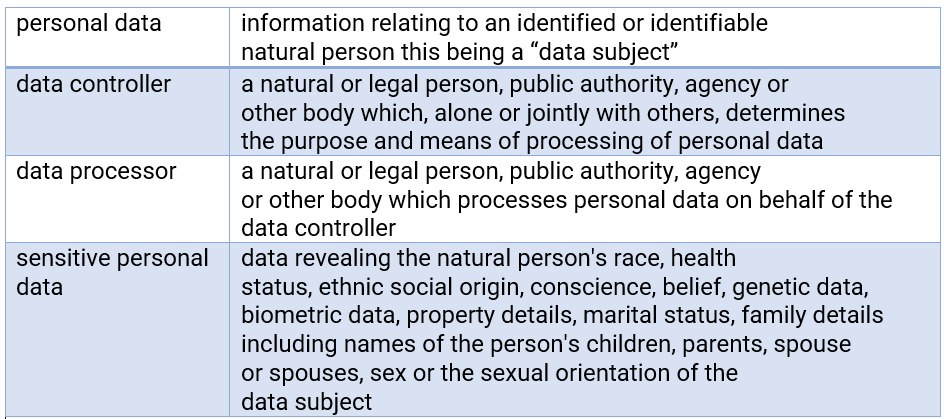 personal data
information relating to an identified or identifiable
natural person this being a “data subject”
data controller
a natural or legal person, public authority, agency or
other body which, alone or jointly with others, determines
the purpose and means of processing of personal data
data processor
a natural or legal person, public authority, agency
or other body which processes personal data on behalf of the
data controller
sensitive personal
data
data revealing the natural person's race, health
status, ethnic social origin, conscience, belief, genetic data,
biometric data, property details, marital status, family details
including names of the person's children, parents, spouse
or spouses, sex or the sexual orientation of the
data subject